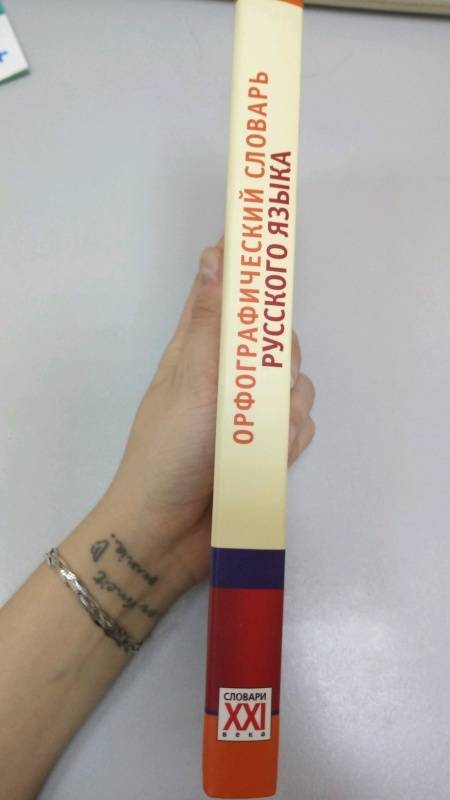 ОРФОГРАФИЧЕСКИЙ СЛОВАРЬ
РУССКОГО ЯЗЫКА
СЛОВАРИ
XXI
века